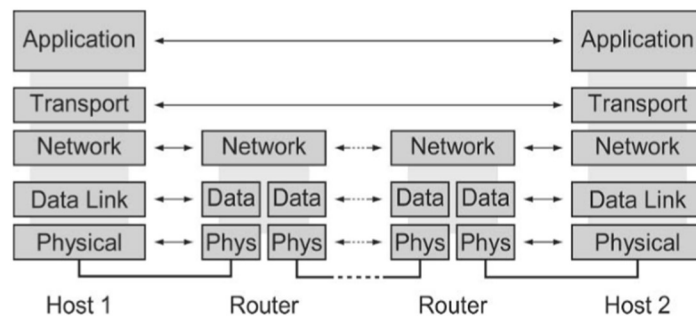 Application Application
Transport Transport
Network Network Network Network
Data Link Data Data Data Data Data Link
Physical Phys Phys Phys Phys Physical
Host 1 Router Router Host 2